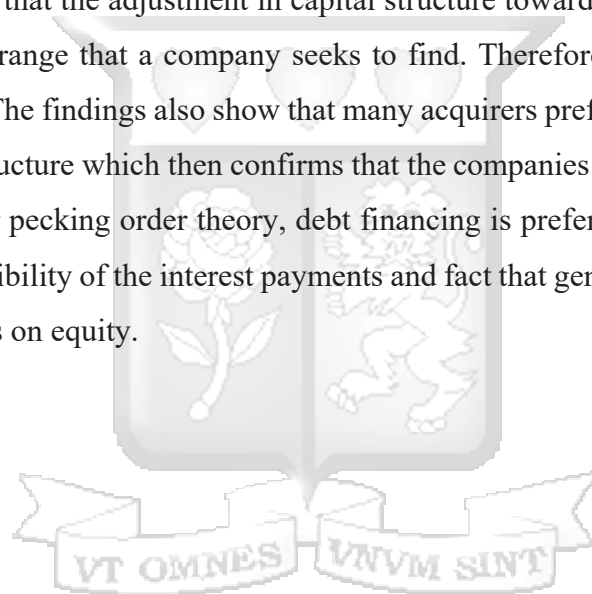 that the adjustment in capital structure toward
range that a company seeks to find. Therefore
The findings also show that many acquirers pref
ucture which then confirms that the companies
pecking order theory, debt financing is prefer
ibility of the interest payments and fact that gen
s on equity.
VT OMNES VNVM SINT